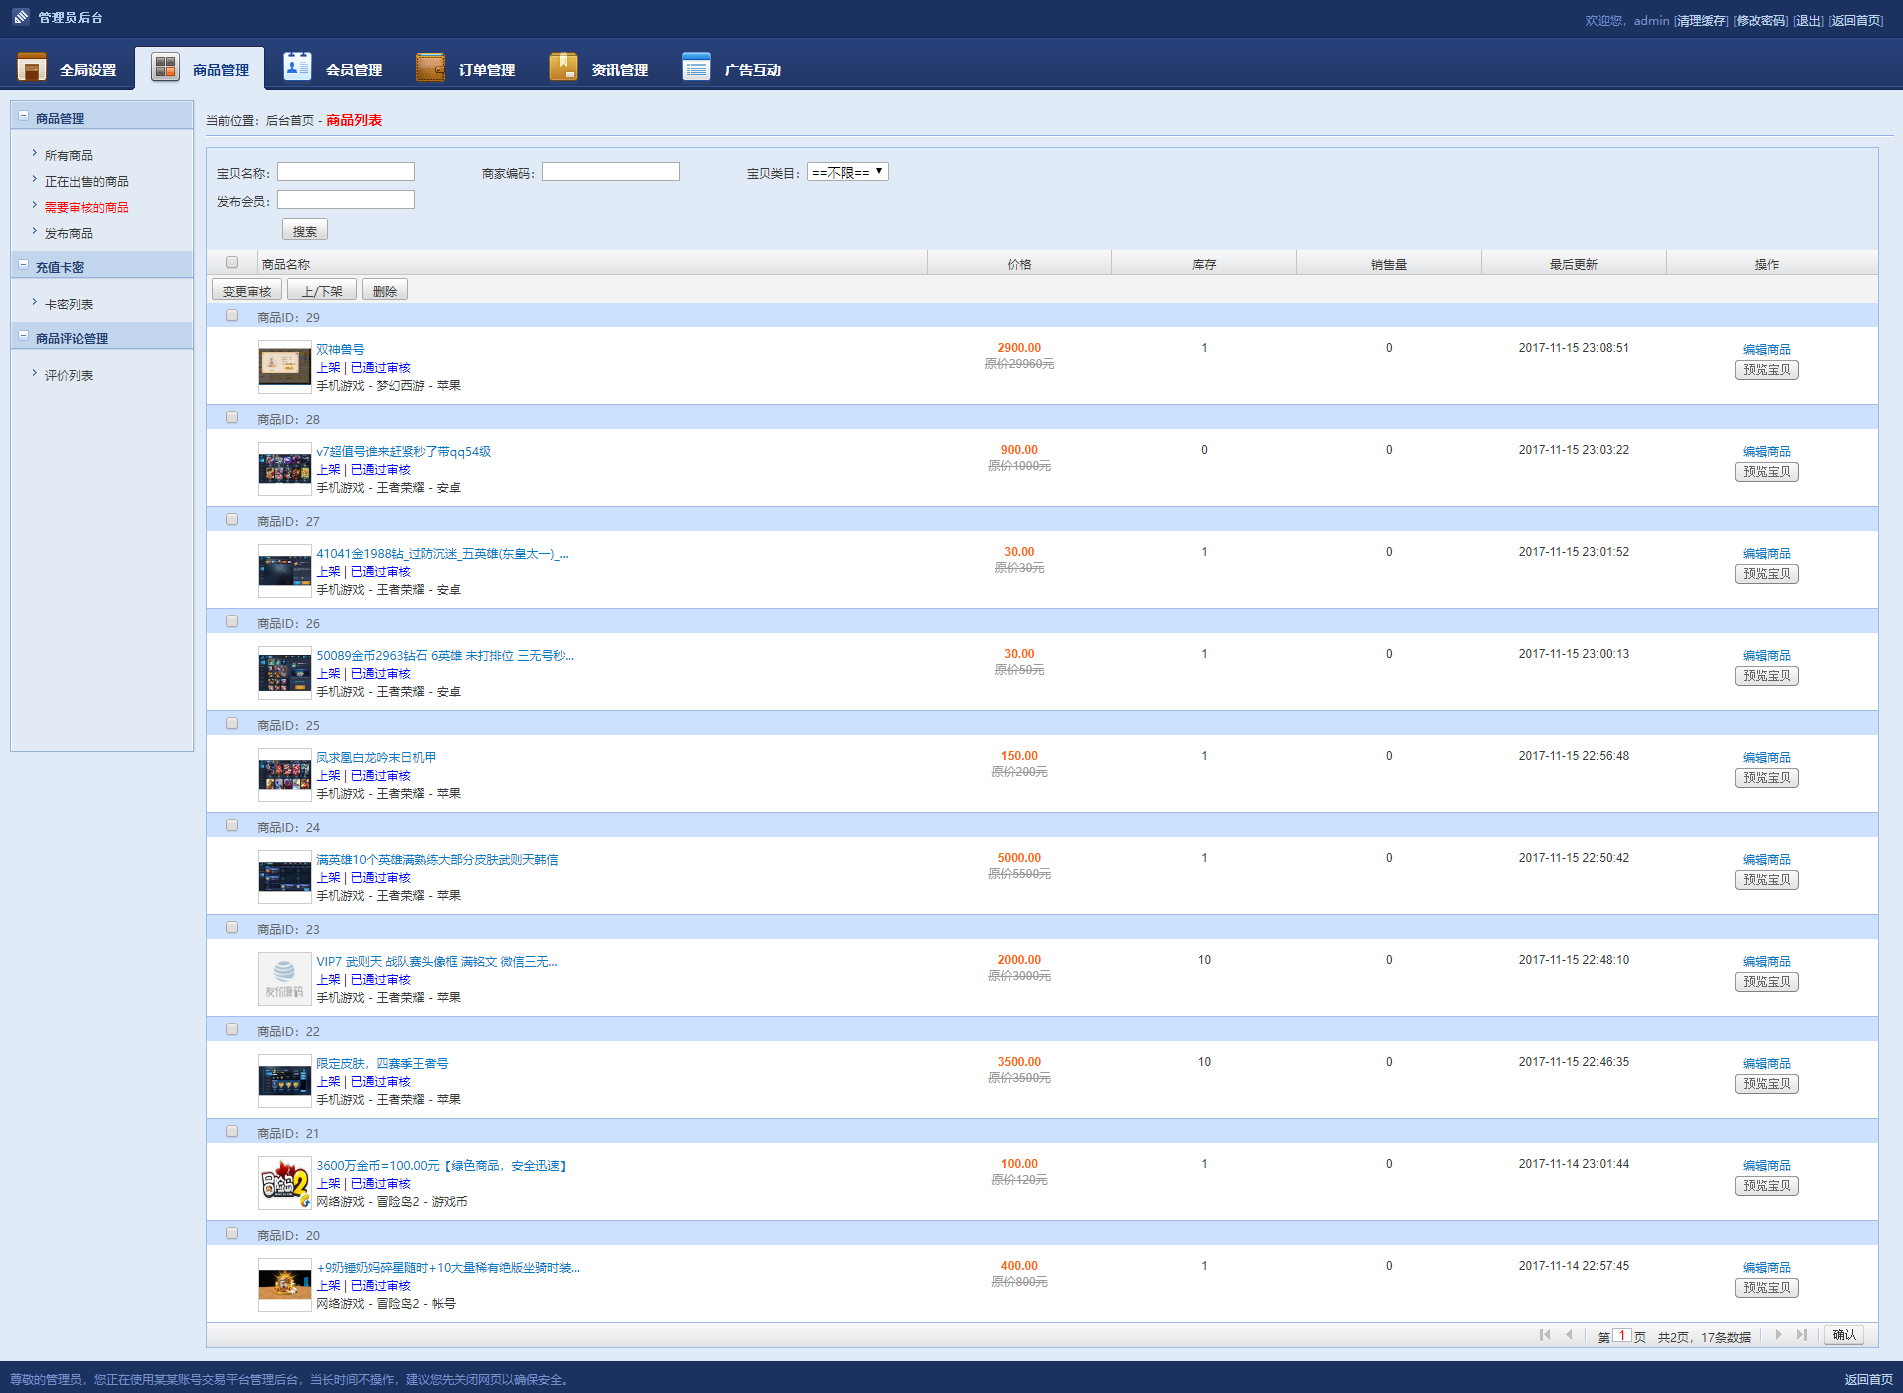 管理员后台
欢迎您，admin [清理缓存] [修改密码] [退出] [返回首页]
全局设置 商品管理 会员管理 订单管理 资讯管理 广告互动
商品管理
所有商品
正在出售的商品
需要审核的商品
发布商品
充值卡密
卡密列表
商品评论管理
评价列表
当前位置：后台首页 - 商品列表
宝贝名称： 商家编码： 宝贝类目： ==不限==
发布会员：
搜索
商品名称 价格 库存 销售量 最后更新 操作
变更审核 上/下架 删除
商品ID：29
双神兽号 2900.00 1 0 2017-11-15 23:08:51 编辑商品
上架 | 已通过审核 原价29960元 预览宝贝
手机游戏 - 梦幻西游 - 苹果
商品ID：28
v7超值号谁来赶紧秒了带qq54级 900.00 0 0 2017-11-15 23:03:22 编辑商品
上架 | 已通过审核 原价1000元 预览宝贝
手机游戏 - 王者荣耀 - 安卓
商品ID：27
41041金1988钻_过防沉迷_五英雄(东皇太一)_... 30.00 1 0 2017-11-15 23:01:52 编辑商品
上架 | 已通过审核 原价30元 预览宝贝
手机游戏 - 王者荣耀 - 安卓
商品ID：26
50089金币2963钻石 6英雄 未打排位 三无号秒... 30.00 1 0 2017-11-15 23:00:13 编辑商品
上架 | 已通过审核 原价50元 预览宝贝
手机游戏 - 王者荣耀 - 安卓
商品ID：25
凤求凰白龙吟末日机甲 150.00 1 0 2017-11-15 22:56:48 编辑商品
上架 | 已通过审核 原价200元 预览宝贝
手机游戏 - 王者荣耀 - 苹果
商品ID：24
满英雄10个英雄满熟练大部分皮肤武则天韩信 5000.00 1 0 2017-11-15 22:50:42 编辑商品
上架 | 已通过审核 原价5500元 预览宝贝
手机游戏 - 王者荣耀 - 苹果
商品ID：23
VIP7 武则天 战队赛头像框 满铭文 微信三无... 2000.00 10 0 2017-11-15 22:48:10 编辑商品
上架 | 已通过审核 原价3000元 预览宝贝
友价源码 手机游戏 - 王者荣耀 - 苹果
商品ID：22
限定皮肤，四赛季王者号 3500.00 10 0 2017-11-15 22:46:35 编辑商品
上架 | 已通过审核 原价3500元 预览宝贝
手机游戏 - 王者荣耀 - 苹果
商品ID：21
3600万金币=100.00元【绿色商品，安全迅速】 100.00 1 0 2017-11-14 23:01:44 编辑商品
上架 | 已通过审核 原价120元 预览宝贝
冒险岛2 网络游戏 - 冒险岛2 - 游戏币
商品ID：20
+9奶锤奶妈碎星随时+10大量稀有绝版坐骑时装... 400.00 1 0 2017-11-14 22:57:45 编辑商品
上架 | 已通过审核 原价800元 预览宝贝
网络游戏 - 冒险岛2 - 帐号
第 1 页 共2页，17条数据 确认
尊敬的管理员，您正在使用某某账号交易平台管理后台，当长时间不操作，建议您先关闭网页以确保安全。 返回首页